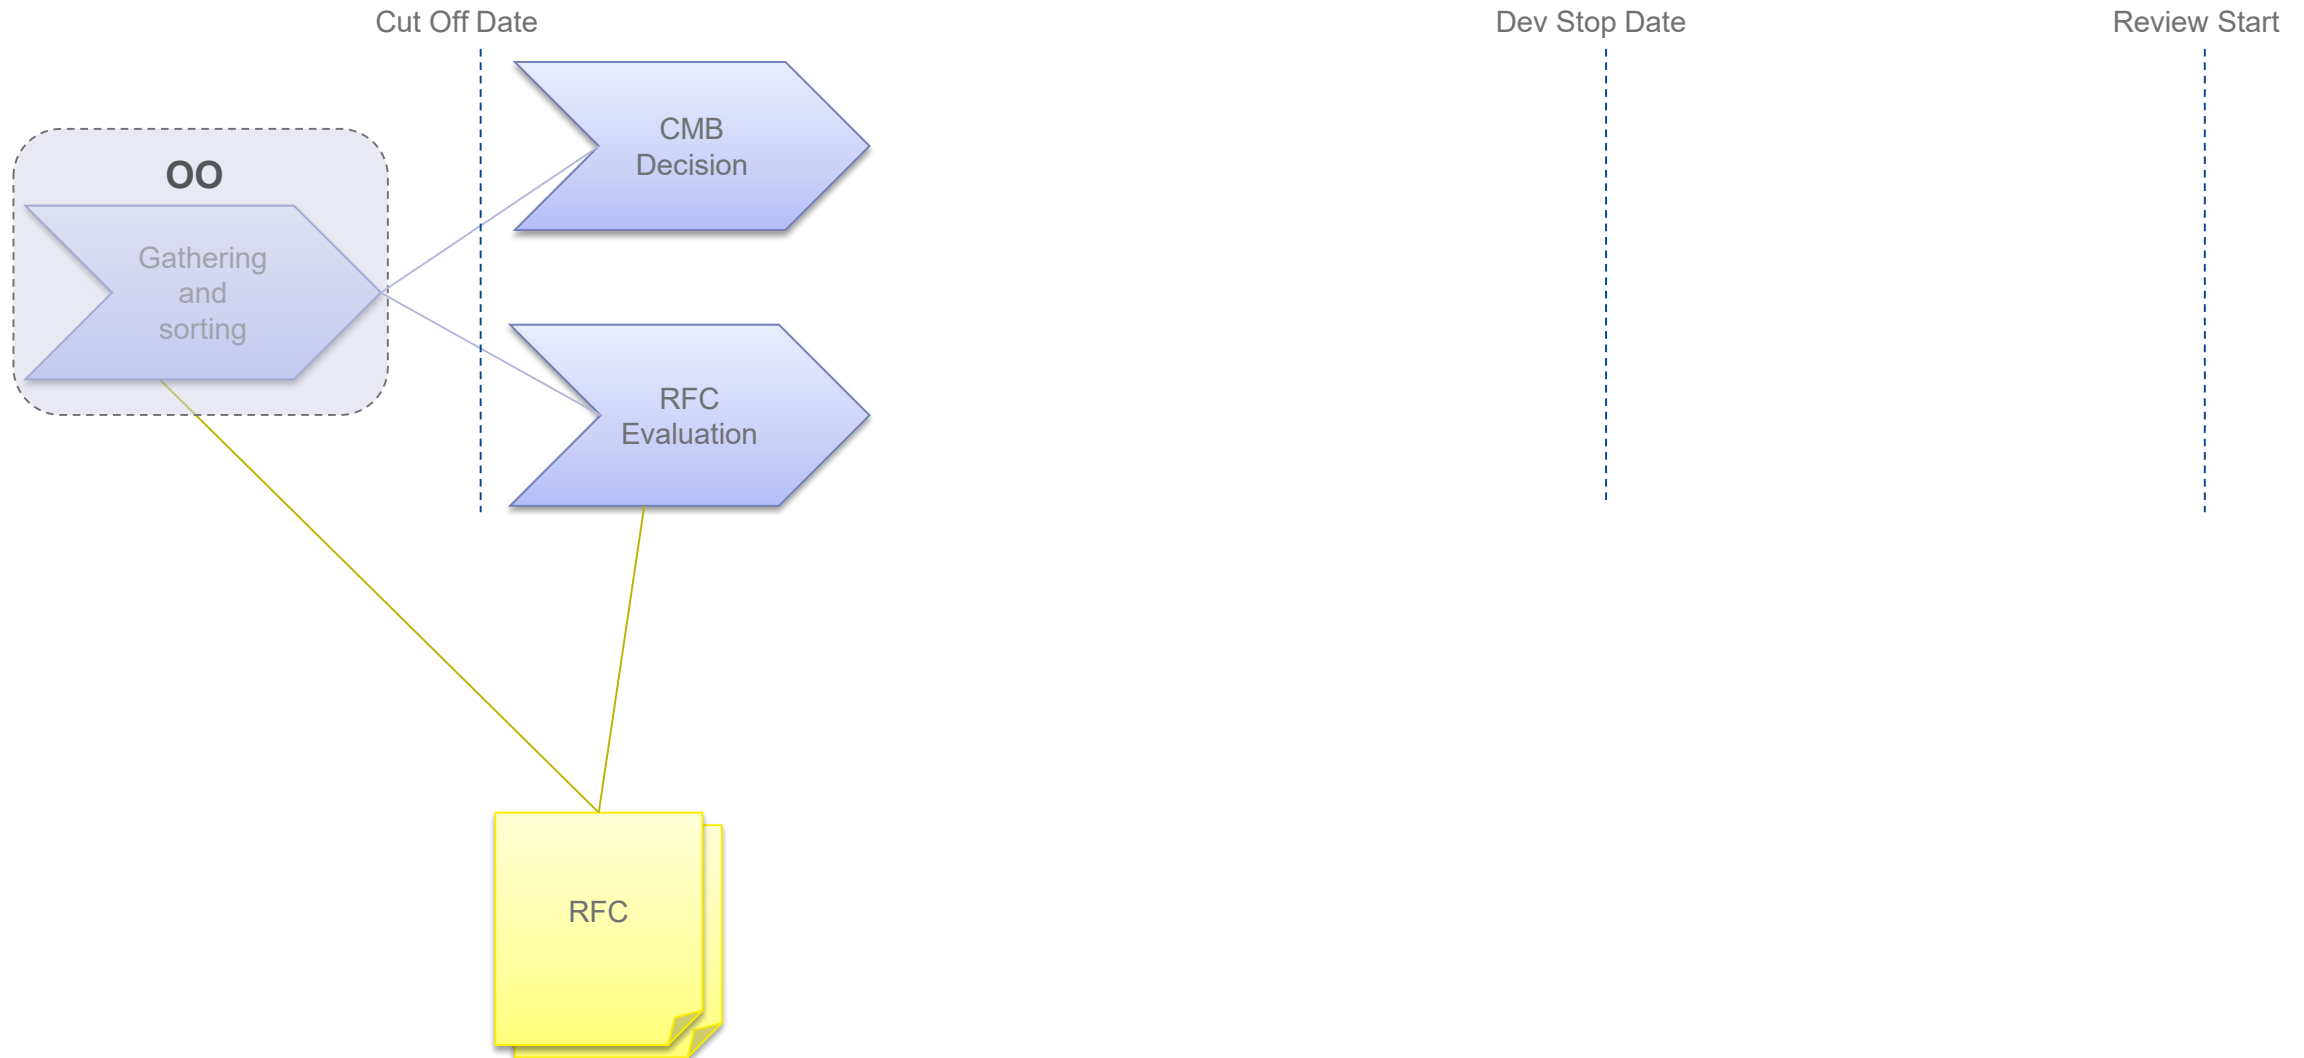 Cut Off Date
Dev Stop Date
Review Start
CMB
Decision
OO
Gathering
and
sorting
RFC
Evaluation
RFC